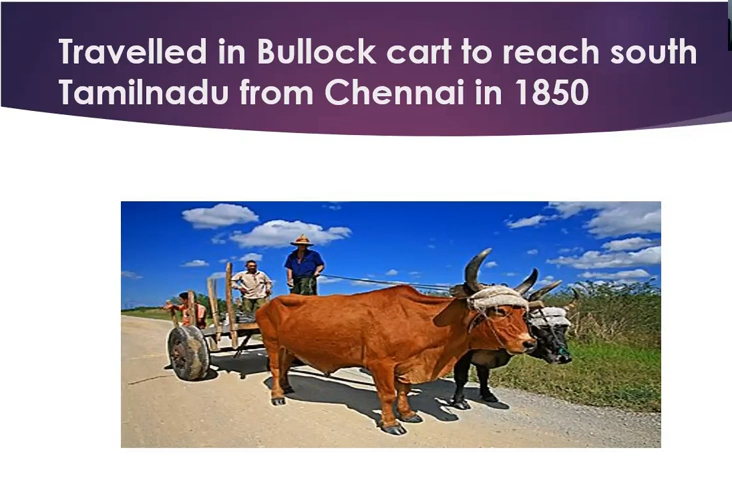 Travelled in Bullock cart to reach south
Tamilnadu from Chennai in 1850